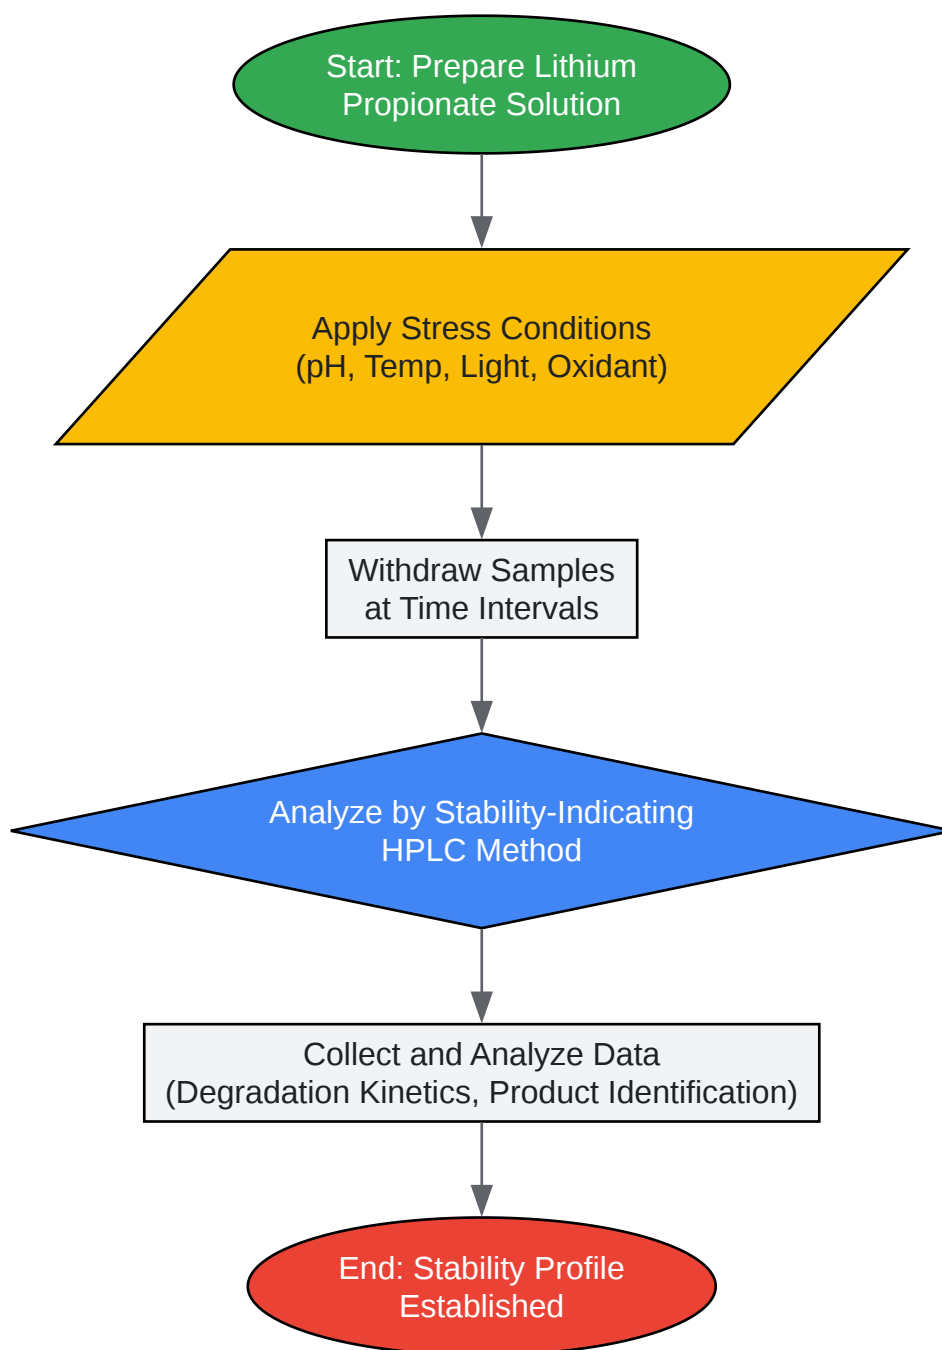 Start: Prepare Lithium
Propionate Solution
Apply Stress Conditions
(pH, Temp, Light, Oxidant)
Withdraw Samples
at Time Intervals
Analyze by Stability-Indicating
HPLC Method
Collect and Analyze Data
(Degradation Kinetics, Product Identification)
End: Stability Profile
Established